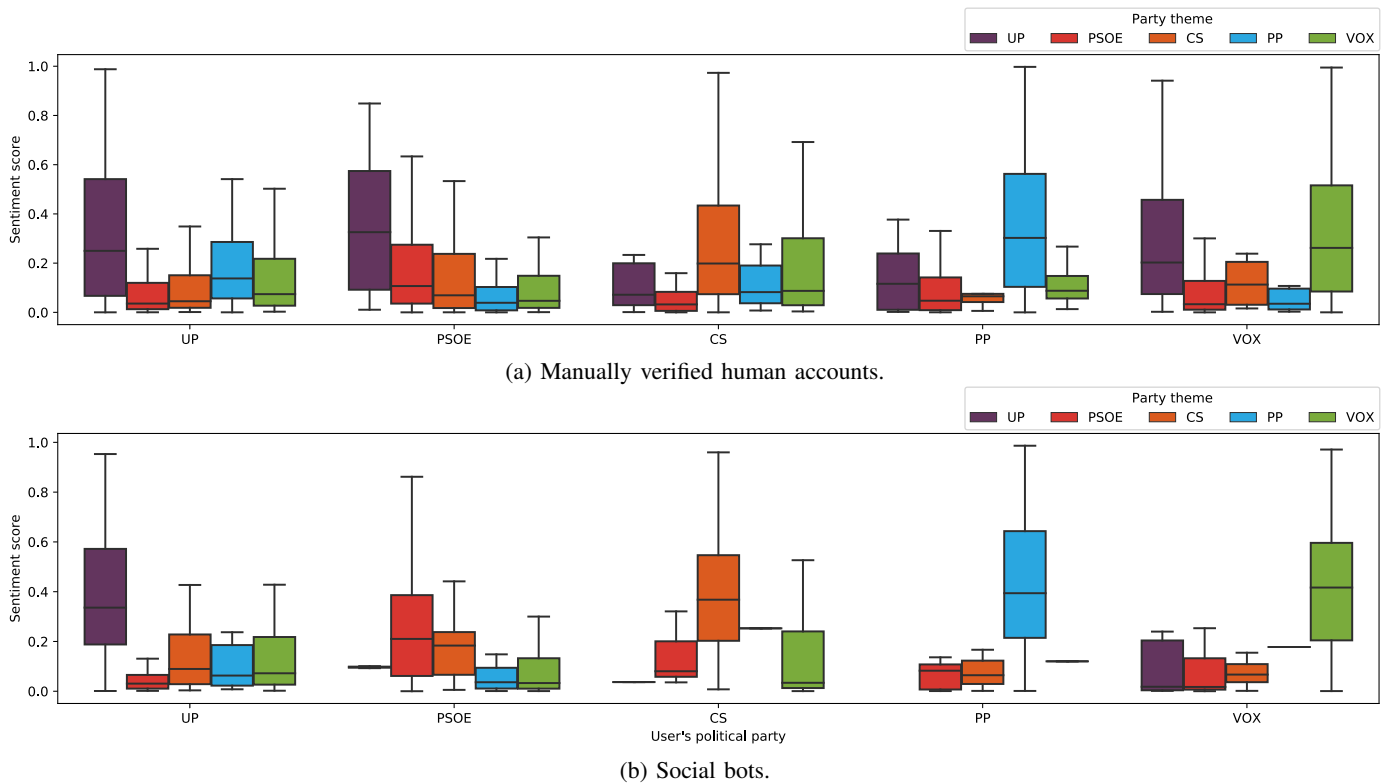 Party theme
UP PSOE CS PP VOX
1.0
0.8
0.6
0.4
0.2
0.0
Sentiment score
UP PSOE CS PP VOX
(a) Manually verified human accounts.
Party theme
UP PSOE CS PP VOX
1.0
0.8
0.6
0.4
0.2
0.0
Sentiment score
UP PSOE CS PP VOX
User's political party
(b) Social bots.